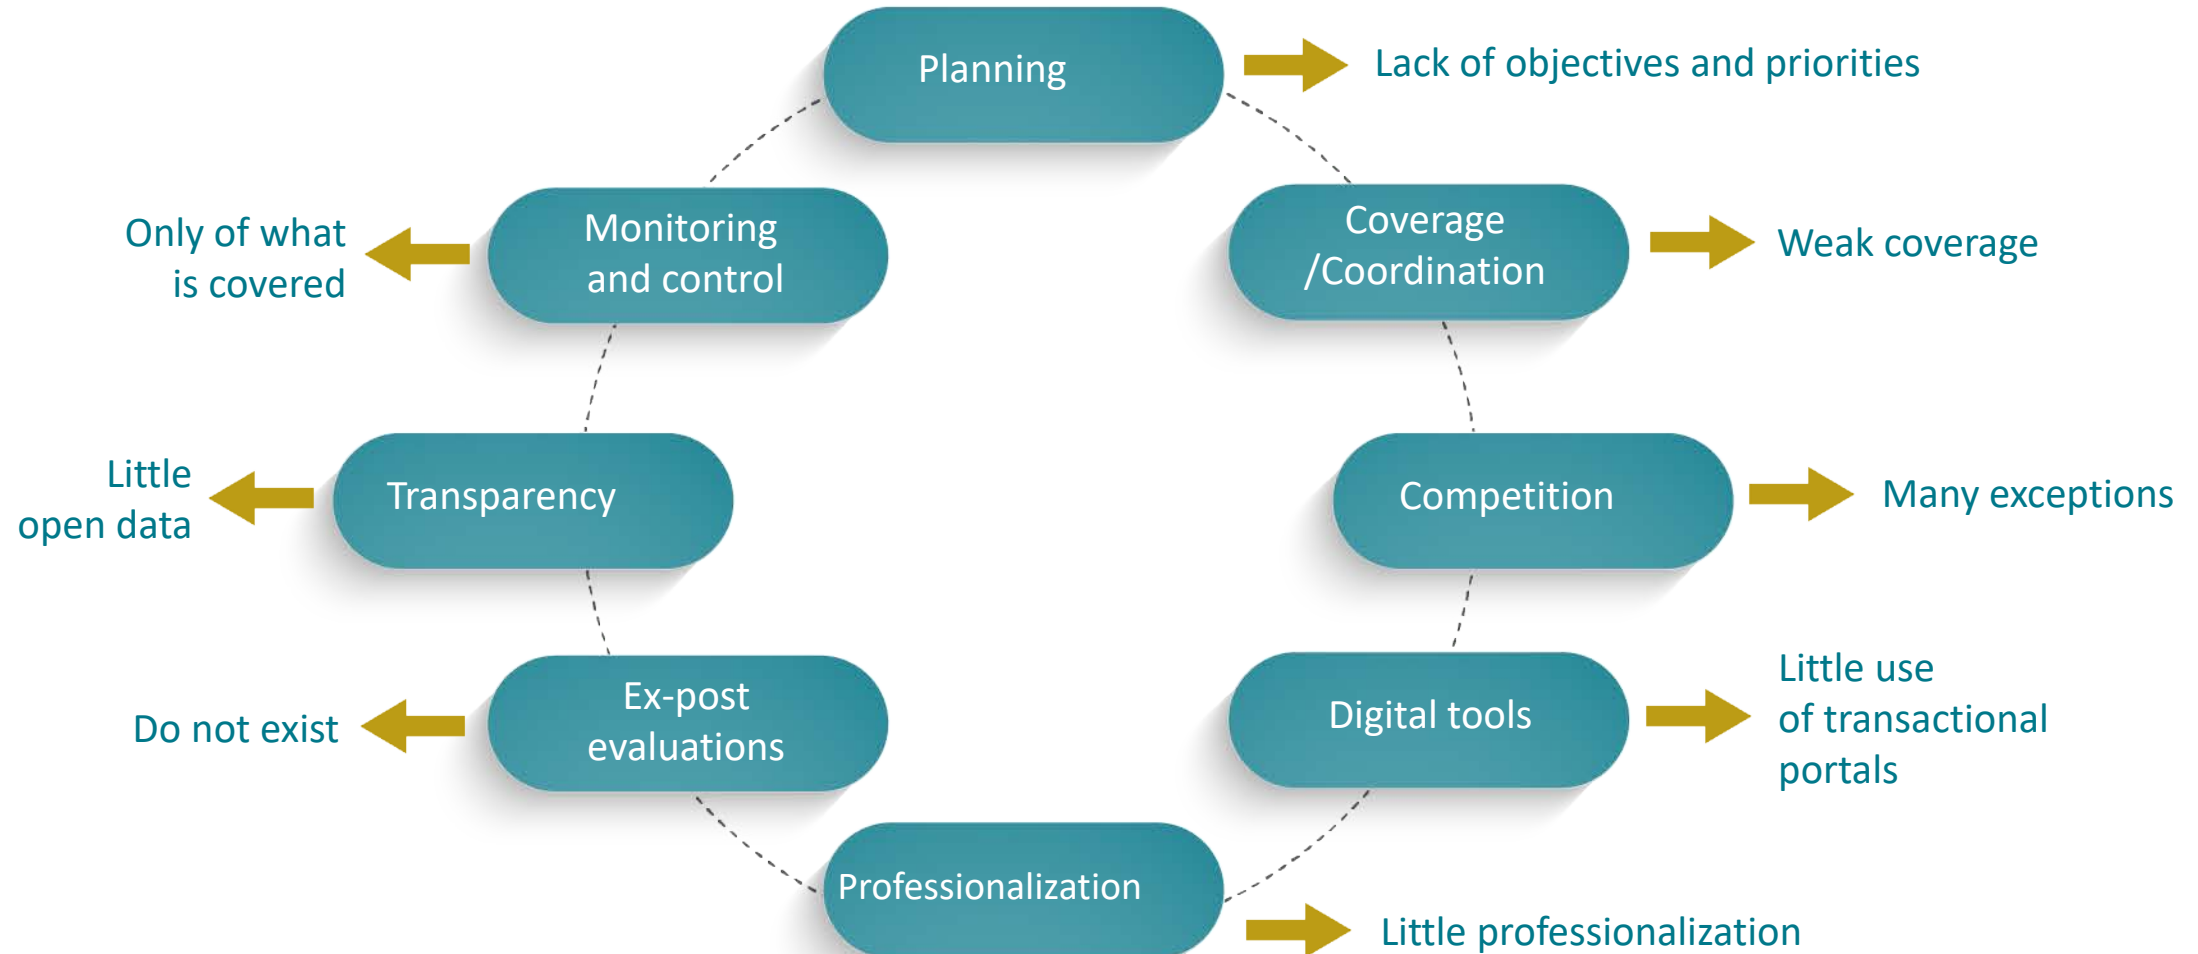 Planning
Lack of objectives and priorities
Coverage
/Coordination
Weak coverage
Competition
Many exceptions
Digital tools
Little use
of transactional
portals
Professionalization
Little professionalization
Ex-post
evaluations
Do not exist
Transparency
Little
open data
Monitoring
and control
Only of what
is covered